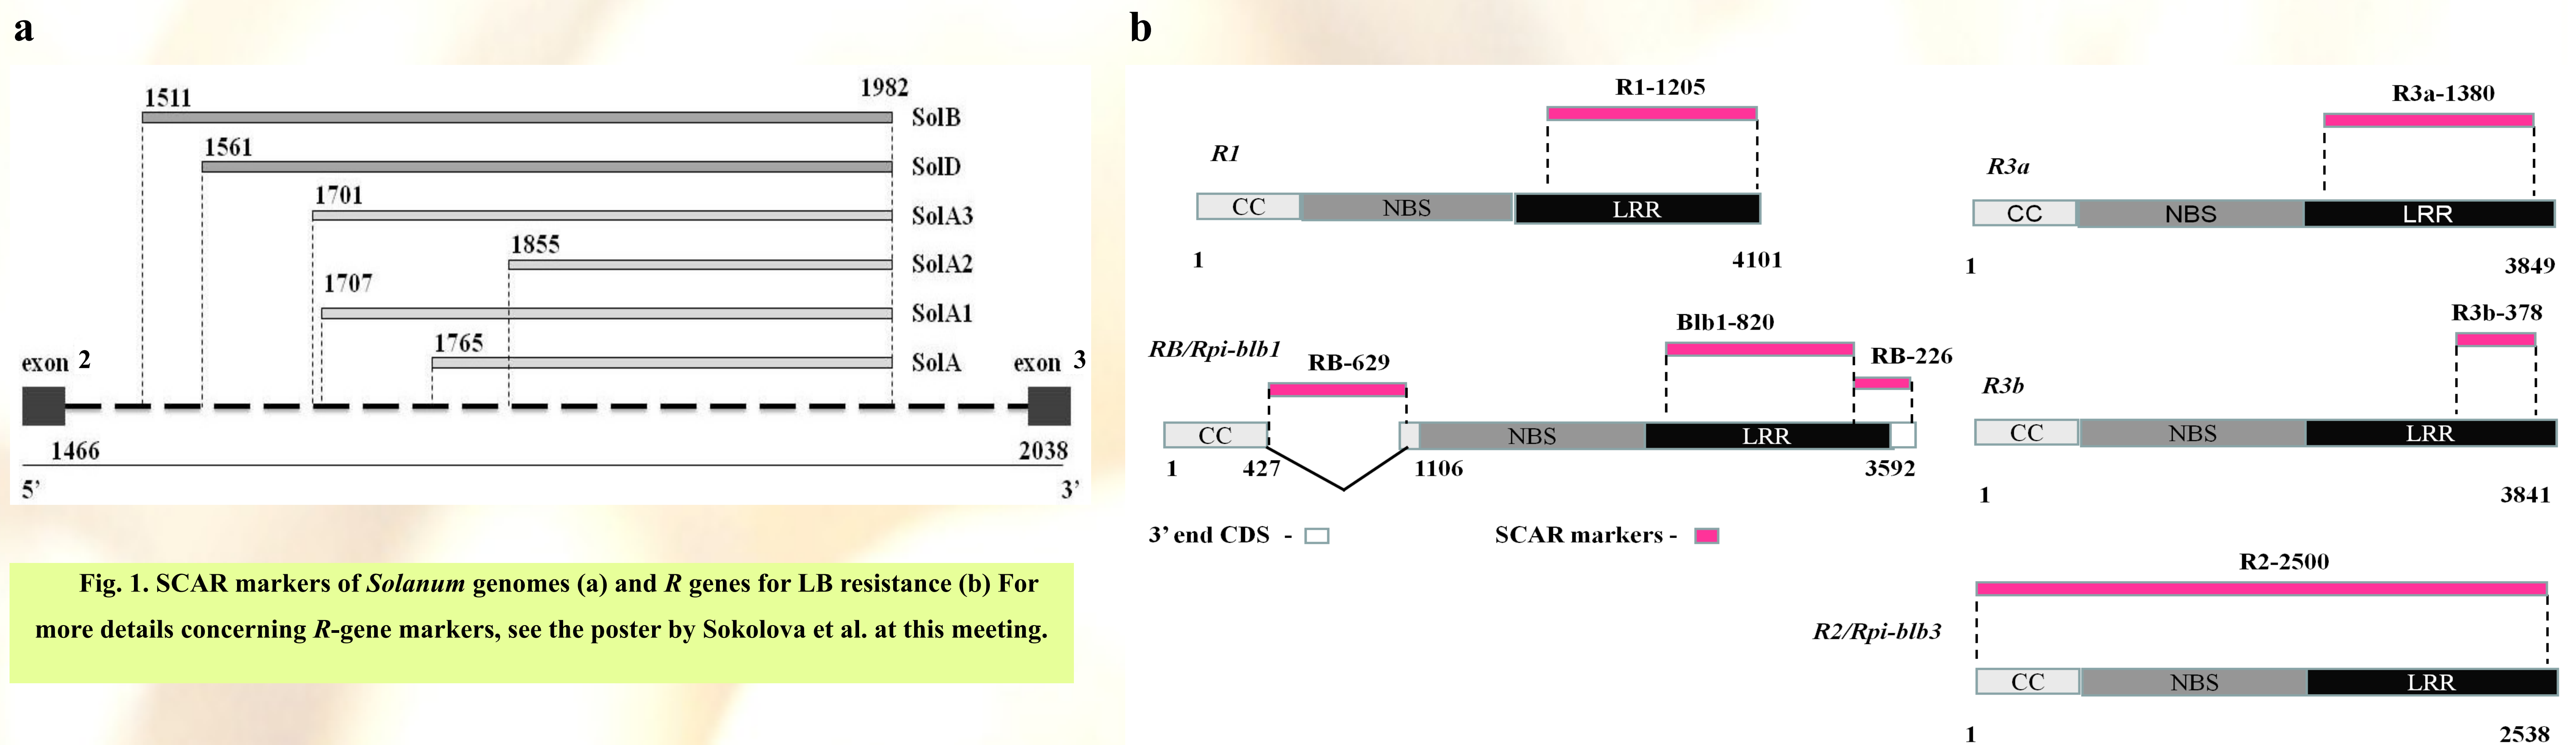 a
1511
1982
SolB
1561
SolD
1701
SolA3
1855
SolA2
1707
SolA1
1765
SolA
exon 2
exon 3
1466
2038
5’
3’
Fig. 1. SCAR markers of Solanum genomes (a) and R genes for LB resistance (b) For
more details concerning R-gene markers, see the poster by Sokolova et al. at this meeting.
b
R1-1205
R1
CC NBS LRR
1 4101
R3a-1380
R3a
CC NBS LRR
1 3849
RB/Rpi-blb1
RB-629
Blb1-820
RB-226
CC NBS LRR
1 427 1106 3592
R3b-378
R3b
CC NBS LRR
1 3841
3’ end CDS -
SCAR markers -
R2-2500
R2/Rpi-blb3
CC NBS LRR
1 2538